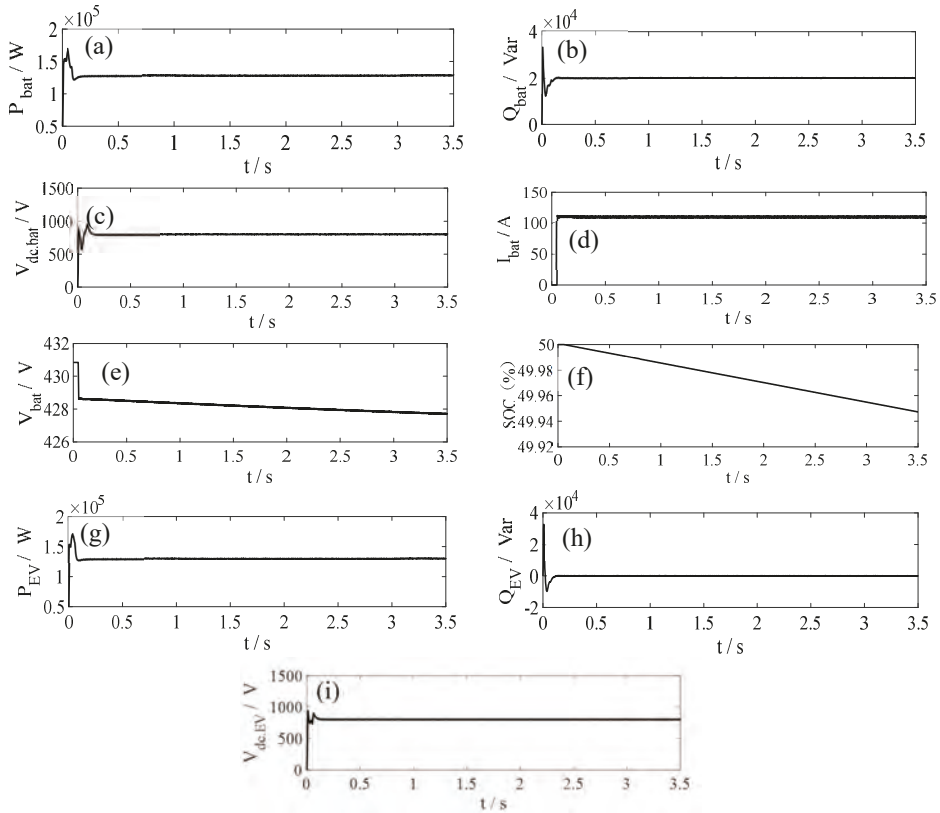 ×10⁵
2
1.5
1
0.5
P_bat / W
(a)
0 0.5 1 1.5 2 2.5 3 3.5
t / s
×10⁴
4
2
0
Q_bat / Var
(b)
0 0.5 1 1.5 2 2.5 3 3.5
t / s
1500
1000
500
0
V_dc.bat / V
(c)
0 0.5 1 1.5 2 2.5 3 3.5
t / s
150
100
50
0
I_bat / A
(d)
0 0.5 1 1.5 2 2.5 3 3.5
t / s
432
430
428
426
V_bat / V
(e)
0 0.5 1 1.5 2 2.5 3 3.5
t / s
50
49.98
49.96
49.94
49.92
SOC (%)
(f)
0 0.5 1 1.5 2 2.5 3 3.5
t / s
×10⁵
2
1.5
1
0.5
P_EV / W
(g)
0 0.5 1 1.5 2 2.5 3 3.5
t / s
×10⁴
4
2
0
-2
Q_EV / Var
(h)
0 0.5 1 1.5 2 2.5 3 3.5
t / s
1500
1000
500
0
V_dc.EV / V
(i)
0 0.5 1 1.5 2 2.5 3 3.5
t / s